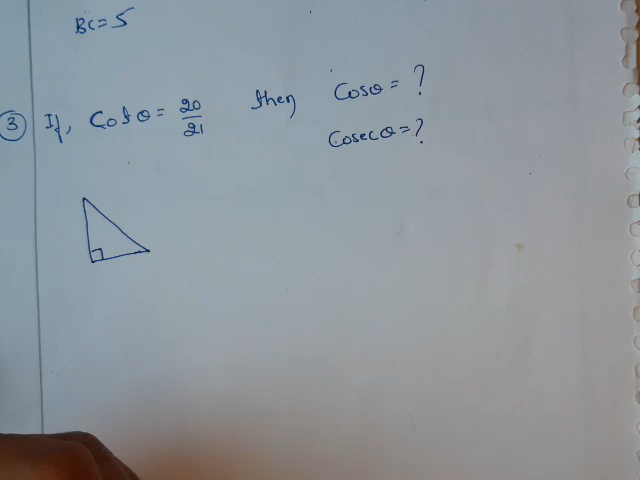 BC = 5
③ If, Cotθ = 20/21 then Cosθ = ?
Cosecθ = ?